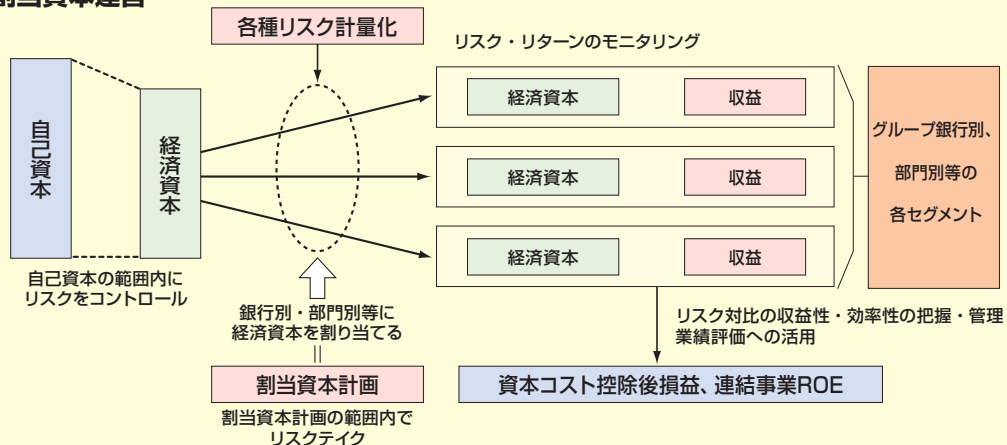 割当資本運営
各種リスク計量化
リスク・リターンのモニタリング
自己資本
経済資本
経済資本
収益
経済資本
収益
経済資本
収益
グループ銀行別、
部門別等の
各セグメント
自己資本の範囲内に
リスクをコントロール
銀行別・部門別等に
経済資本を割り当てる
割当資本計画
割当資本計画の範囲内で
リスクテイク
リスク対比の収益性・効率性の把握・管理
業績評価への活用
資本コスト控除後損益、連結事業ROE